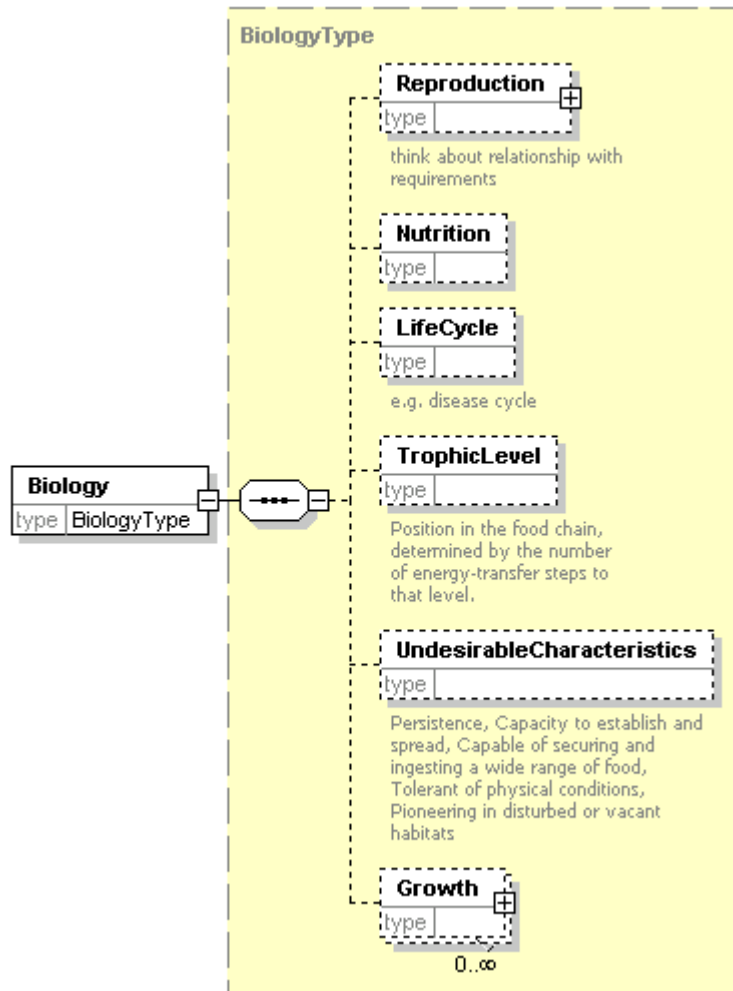 BiologyType
Reproduction
type
think about relationship with
requirements
Nutrition
type
LifeCycle
type
e.g. disease cycle
TrophicLevel
type
Position in the food chain,
determined by the number
of energy-transfer steps to
that level.
Biology
type BiologyType
UndesirableCharacteristics
type
Persistence, Capacity to establish and
spread, Capable of securing and
ingesting a wide range of food,
Tolerant of physical conditions,
Pioneering in disturbed or vacant
habitats
Growth
type
0..∞